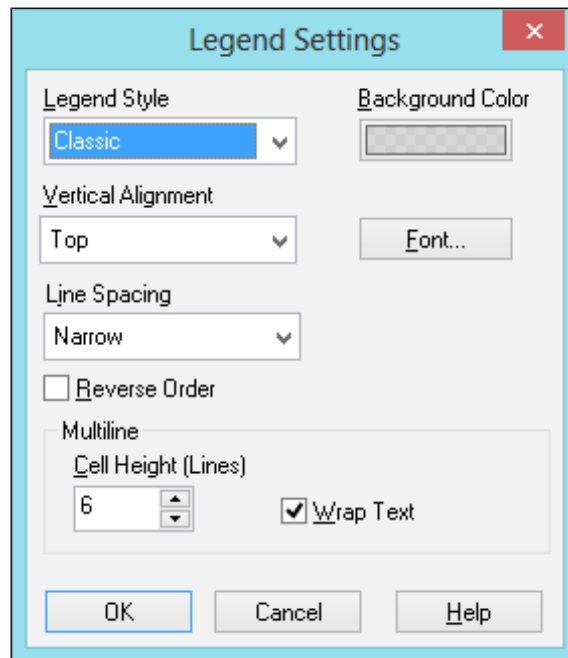 Legend Settings
Legend Style
Background Color
Classic
Vertical Alignment
Top
Font...
Line Spacing
Narrow
Reverse Order
Multiline
Cell Height (Lines)
6
Wrap Text
OK
Cancel
Help